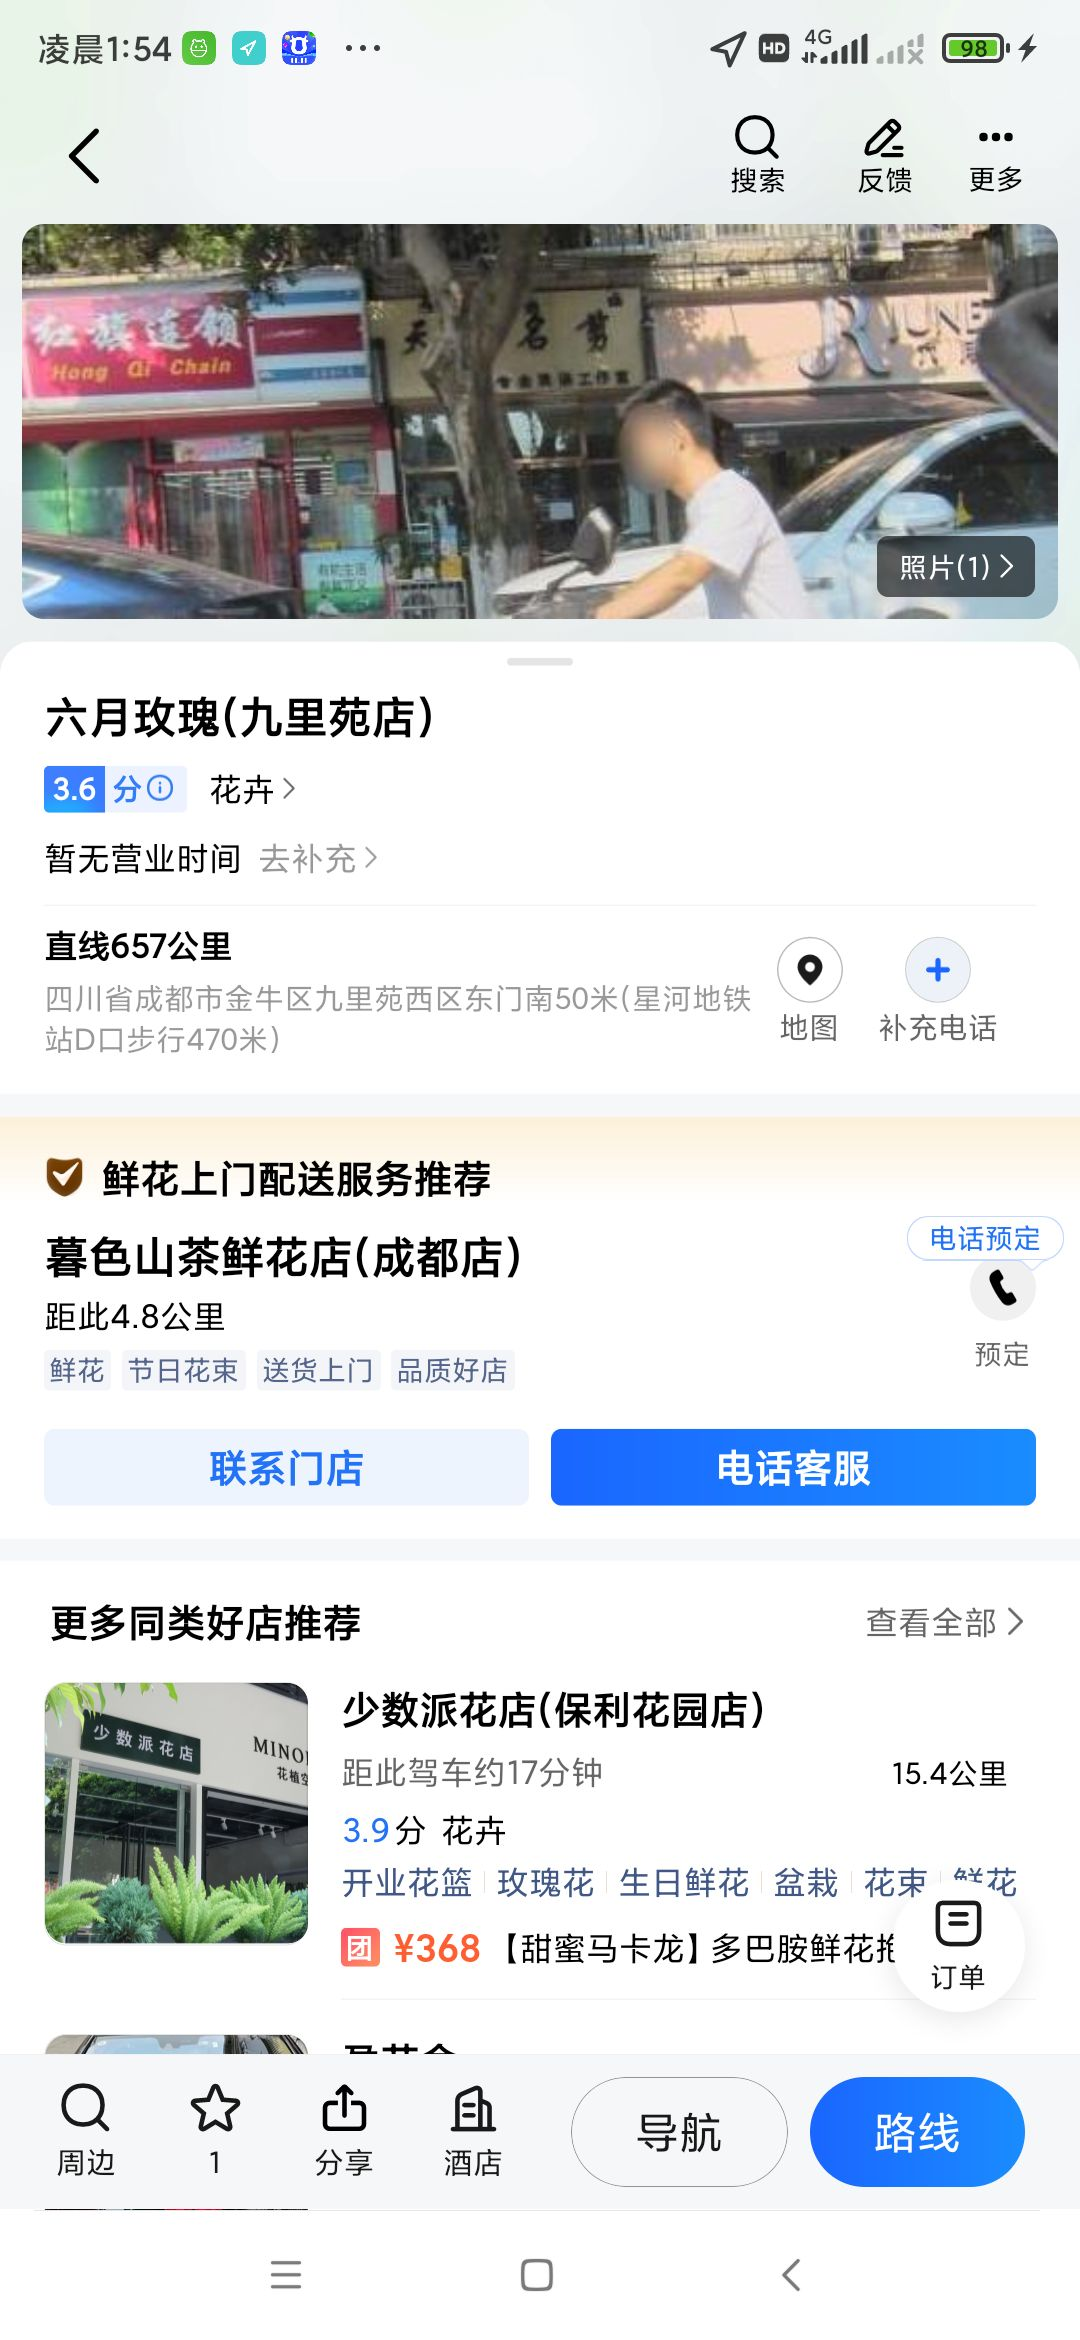 凌晨1:54
HD
4G
98
搜索
反馈
更多
红旗连锁
Hong Qi Chain
天
名剪
JUNE
照片(1)
六月玫瑰(九里苑店)
3.6 分
花卉
暂无营业时间 去补充
直线657公里
四川省成都市金牛区九里苑西区东门南50米(星河地铁
站D口步行470米)
地图
补充电话
鲜花上门配送服务推荐
暮色山茶鲜花店(成都店)
电话预定
距此4.8公里
预定
鲜花 节日花束 送货上门 品质好店
联系门店
电话客服
更多同类好店推荐
查看全部
少数派花店
MINO
花植空
少数派花店(保利花园店)
距此驾车约17分钟
15.4公里
3.9分 花卉
开业花篮 玫瑰花 生日鲜花 盆栽 花束 鲜花
团 ¥368 【甜蜜马卡龙】多巴胺鲜花抱
订单
周边
1
分享
酒店
导航
路线